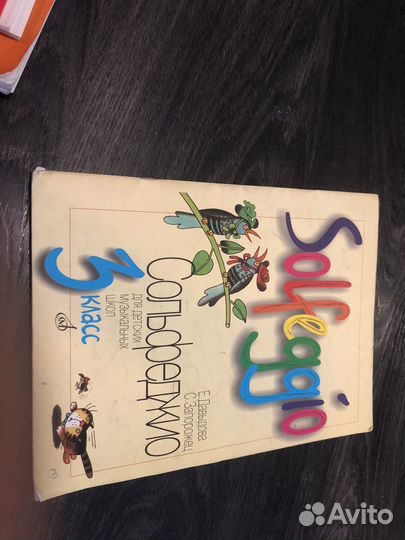 Е. Давыдова
С. Запорожец
Solfeggio
Сольфеджио
для детских
музыкальных
школ
3 класс
Avito